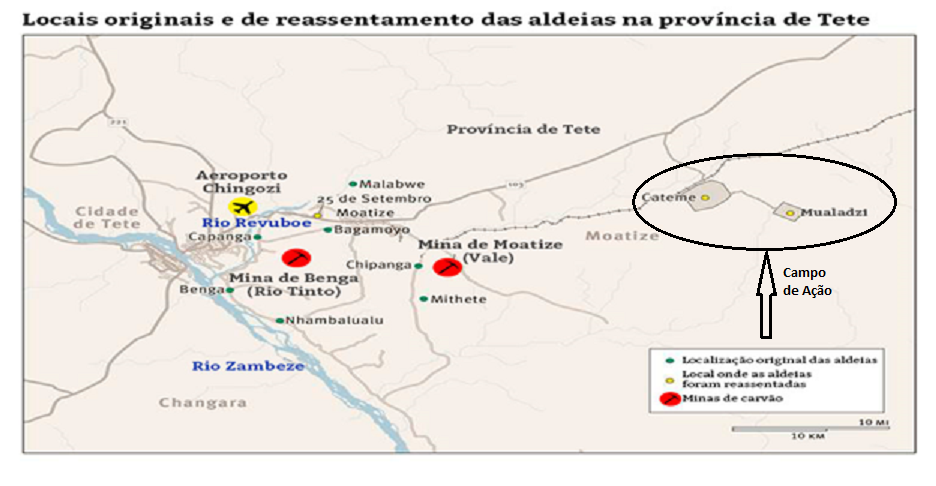 Locais originais e de reassentamento das aldeias na província de Tete
221
Província de Tete
Aeroporto
Chingozi
Malabwe
103
25 de Setembro
Cateme
Cidade
de Tete
Moatize
Mualadzi
Rio Revuboe
Capanga
Bagamoyo
Moatize
Mina de Moatize
(Vale)
Chipanga
Campo
de Ação
Mina de Benga
(Rio Tinto)
Benga
Mithete
Nhambalualu
Localização original das aldeias
Rio Zambeze
Local onde as aldeias
foram reassentadas
Minas de carvão
Changara
10 MI
10 KM